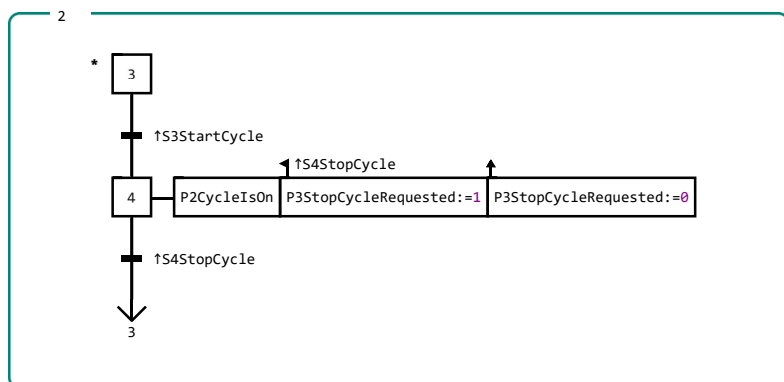 2
*
3
↑S3StartCycle
↑S4StopCycle
4
P2CycleIsOn
P3StopCycleRequested:=1
P3StopCycleRequested:=0
↑S4StopCycle
3